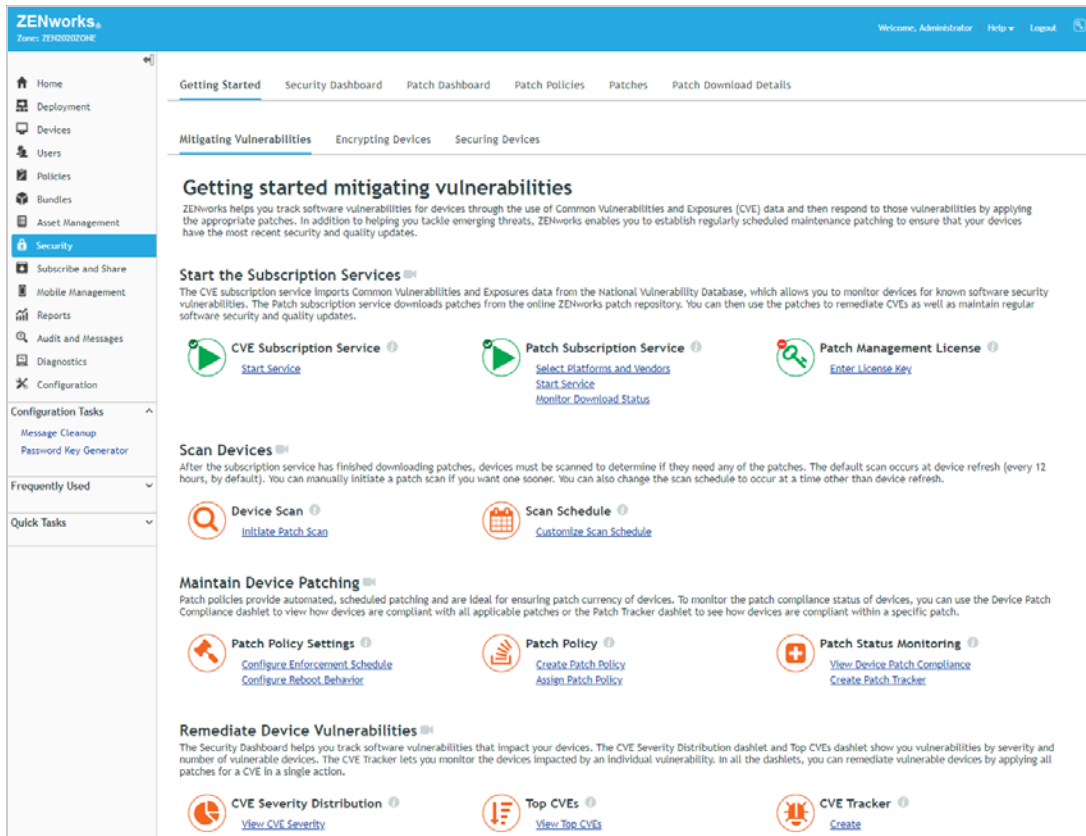 ZENworks®
Zone: ZEN2020ZONE
Welcome, Administrator Help Logout
Home
Deployment
Devices
Users
Policies
Bundles
Asset Management
Security
Subscribe and Share
Mobile Management
Reports
Audit and Messages
Diagnostics
Configuration
Configuration Tasks
Message Cleanup
Password Key Generator
Frequently Used
Quick Tasks
Getting Started Security Dashboard Patch Dashboard Patch Policies Patches Patch Download Details
Mitigating Vulnerabilities Encrypting Devices Securing Devices
Getting started mitigating vulnerabilities
ZENworks helps you track software vulnerabilities for devices through the use of Common Vulnerabilities and Exposures (CVE) data and then respond to those vulnerabilities by applying
the appropriate patches. In addition to helping you tackle emerging threats, ZENworks enables you to establish regularly scheduled maintenance patching to ensure that your devices
have the most recent security and quality updates.
Start the Subscription Services
The CVE subscription service imports Common Vulnerabilities and Exposures data from the National Vulnerability Database, which allows you to monitor devices for known software security
vulnerabilities. The Patch subscription service downloads patches from the online ZENworks patch repository. You can then use the patches to remediate CVEs as well as maintain regular
software security and quality updates.
CVE Subscription Service
Start Service
Patch Subscription Service
Select Platforms and Vendors
Start Service
Monitor Download Status
Patch Management License
Enter License Key
Scan Devices
After the subscription service has finished downloading patches, devices must be scanned to determine if they need any of the patches. The default scan occurs at device refresh (every 12
hours, by default). You can manually initiate a patch scan if you want one sooner. You can also change the scan schedule to occur at a time other than device refresh.
Device Scan
Initiate Patch Scan
Scan Schedule
Customize Scan Schedule
Maintain Device Patching
Patch policies provide automated, scheduled patching and are ideal for ensuring patch currency of devices. To monitor the patch compliance status of devices, you can use the Device Patch
Compliance dashlet to view how devices are compliant with all applicable patches or the Patch Tracker dashlet to see how devices are compliant within a specific patch.
Patch Policy Settings
Configure Enforcement Schedule
Configure Reboot Behavior
Patch Policy
Create Patch Policy
Assign Patch Policy
Patch Status Monitoring
View Device Patch Compliance
Create Patch Tracker
Remediate Device Vulnerabilities
The Security Dashboard helps you track software vulnerabilities that impact your devices. The CVE Severity Distribution dashlet and Top CVEs dashlet show you vulnerabilities by severity and
number of vulnerable devices. The CVE Tracker lets you monitor the devices impacted by an individual vulnerability. In all the dashlets, you can remediate vulnerable devices by applying all
patches for a CVE in a single action.
CVE Severity Distribution
View CVE Severity
Top CVEs
View Top CVEs
CVE Tracker
Create